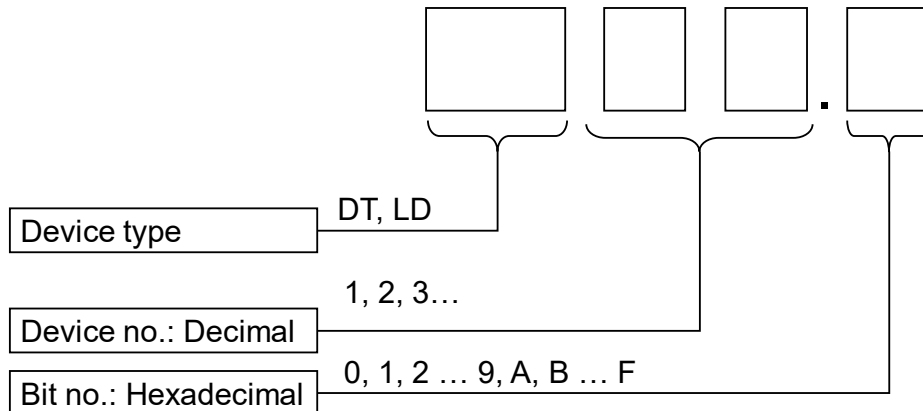 .
DT, LD
Device type
1, 2, 3…
Device no.: Decimal
0, 1, 2 … 9, A, B … F
Bit no.: Hexadecimal